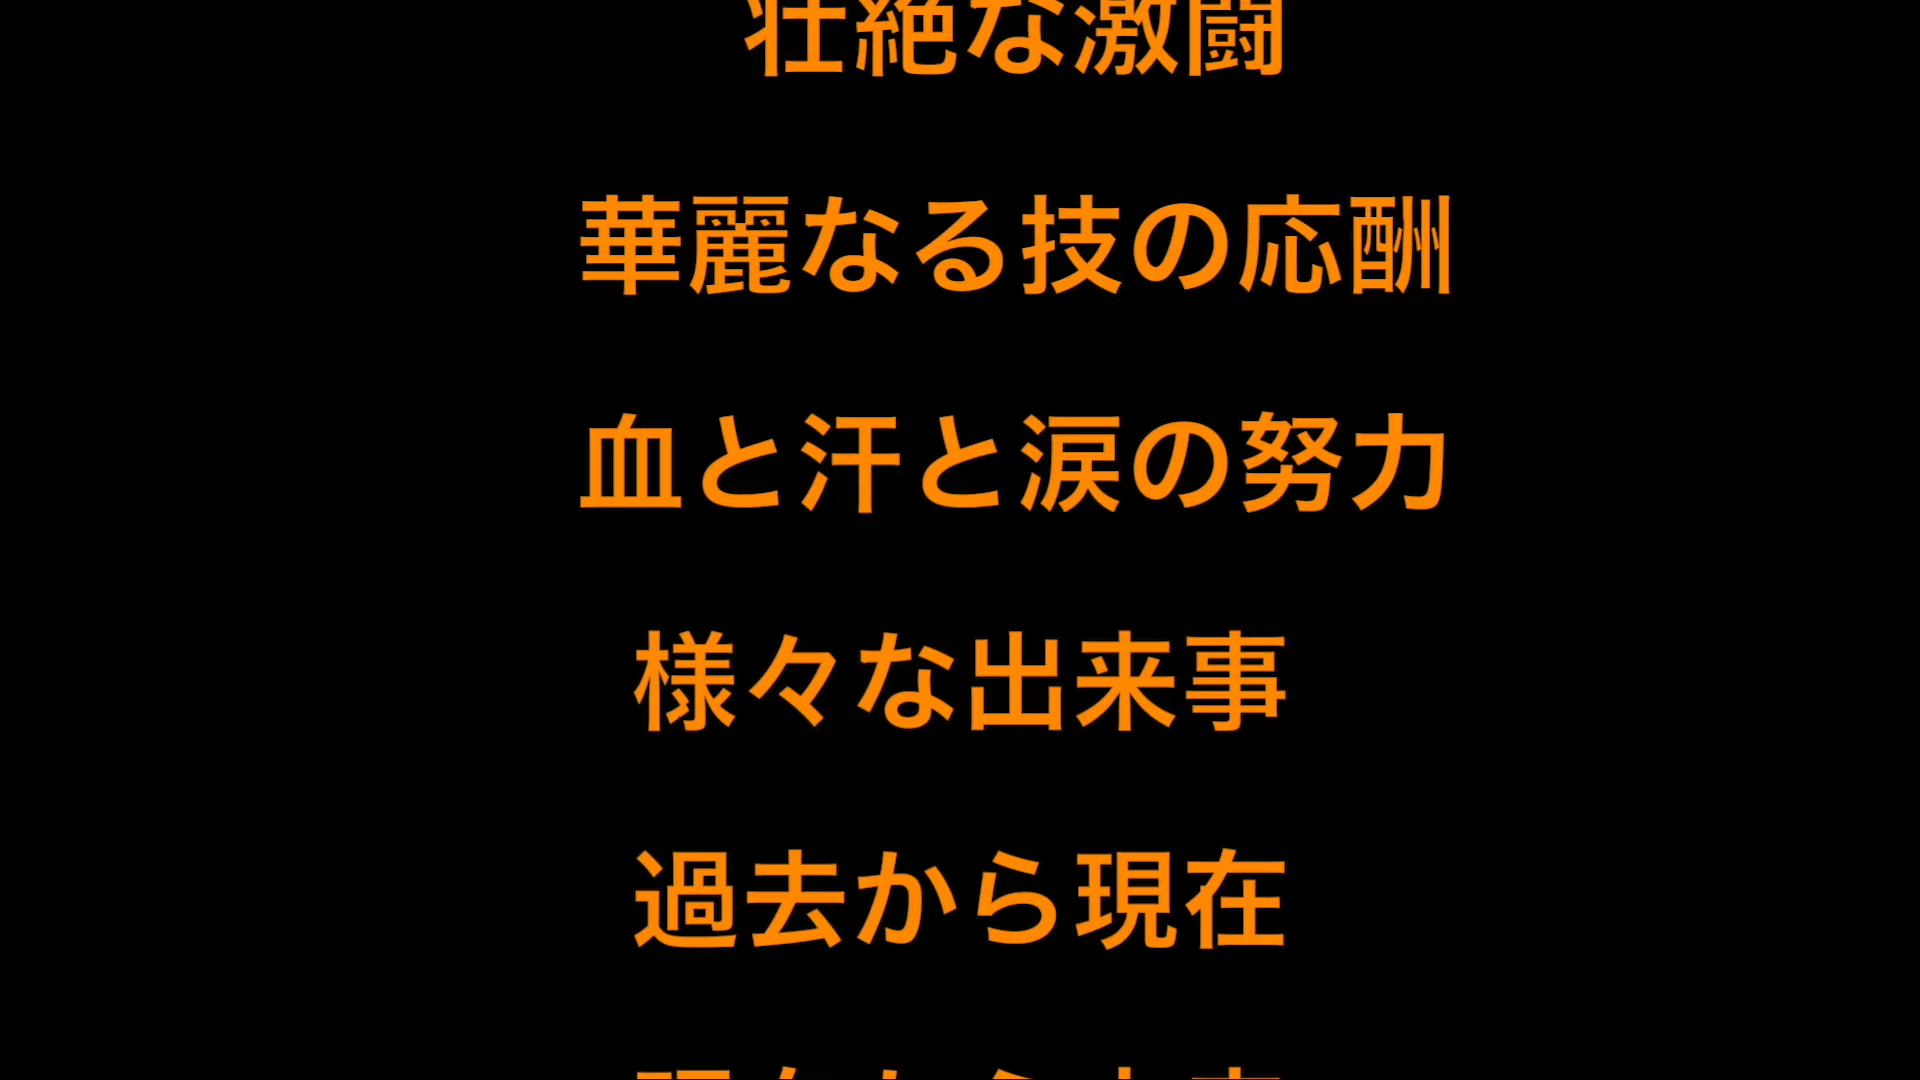 壮絶な激闘
華麗なる技の応酬
血と汗と涙の努力
様々な出来事
過去から現在